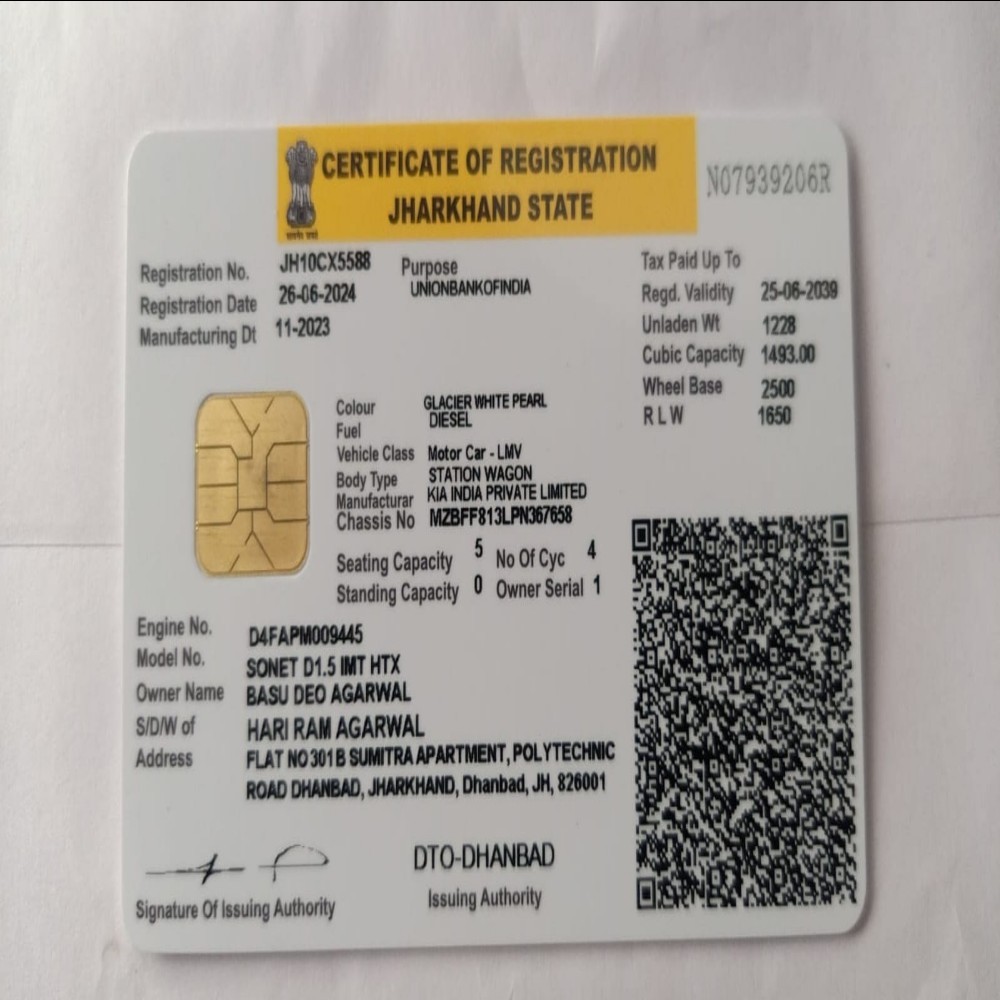 CERTIFICATE OF REGISTRATION
JHARKHAND STATE
N07939206R
Registration No. JH10CX5588
Registration Date 26-06-2024
Manufacturing Dt 11-2023
Purpose
UNIONBANKOFINDIA
Tax Paid Up To
Regd. Validity 25-06-2039
Unladen Wt 1228
Cubic Capacity 1493.00
Wheel Base 2500
R L W 1650
Colour GLACIER WHITE PEARL
Fuel DIESEL
Vehicle Class Motor Car - LMV
Body Type STATION WAGON
Manufacturar KIA INDIA PRIVATE LIMITED
Chassis No MZBFF813LPN367658
Seating Capacity 5 No Of Cyc 4
Standing Capacity 0 Owner Serial 1
Engine No. D4FAPM009445
Model No. SONET D1.5 IMT HTX
Owner Name BASU DEO AGARWAL
S/D/W of HARI RAM AGARWAL
Address FLAT NO 301 B SUMITRA APARTMENT, POLYTECHNIC
ROAD DHANBAD, JHARKHAND, Dhanbad, JH, 826001
Signature Of Issuing Authority
DTO-DHANBAD
Issuing Authority